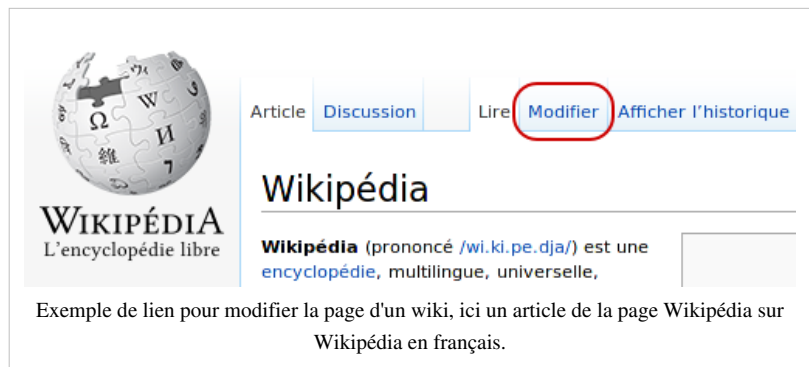 Article Discussion Lire Modifier Afficher l'historique
Wikipédia
WIKIPÉDIA
L'encyclopédie libre
Wikipédia (prononcé /wi.ki.pe.dja/) est une
encyclopédie, multilingue, universelle,
Exemple de lien pour modifier la page d'un wiki, ici un article de la page Wikipédia sur
Wikipédia en français.